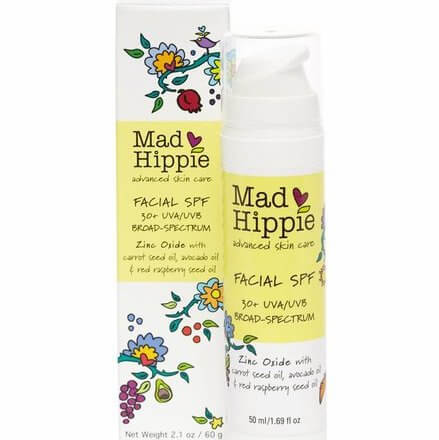 Mad
Hippie
advanced skin care
FACIAL SPF
30+ UVA/UVB
BROAD-SPECTRUM
Zinc Oxide with
carrot seed oil, avocado oil
& red raspberry seed oil
Net Weight 2.1 oz / 60 g
Mad
Hippie
advanced skin care
FACIAL SPF
30+ UVA/UVB
BROAD-SPECTRUM
Zinc Oxide with
carrot seed oil, avocado oil
& red raspberry seed oil
50 ml/1.69 fl oz